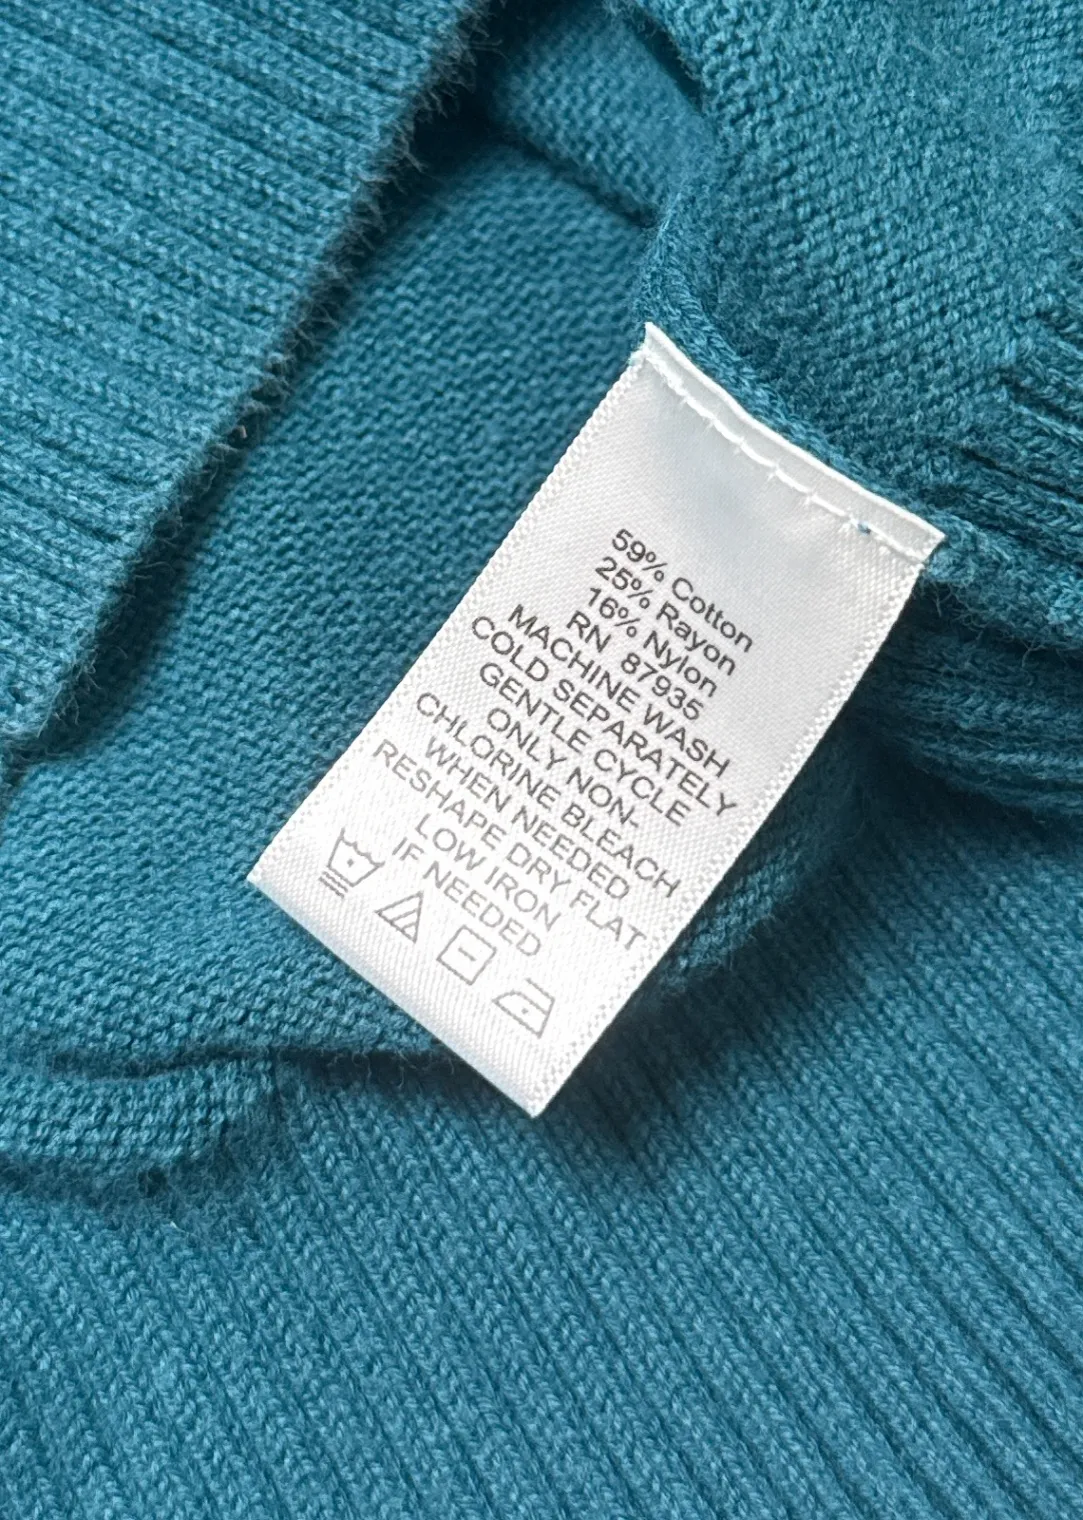 59% Cotton
25% Rayon
16% Nylon
RN 87935
MACHINE WASH
COLD SEPARATELY
GENTLE CYCLE
ONLY NON-
CHLORINE BLEACH
WHEN NEEDED
RESHAPE DRY FLAT
LOW IRON
IF NEEDED